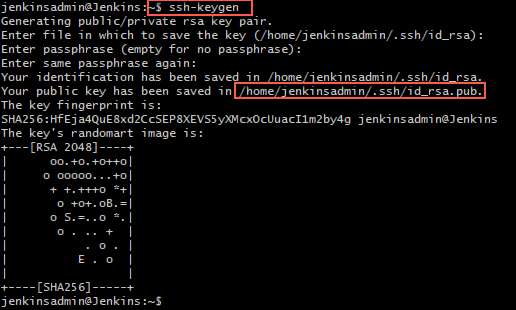 jenkinsadmin@Jenkins:~$ ssh-keygen
Generating public/private rsa key pair.
Enter file in which to save the key (/home/jenkinsadmin/.ssh/id_rsa):
Enter passphrase (empty for no passphrase):
Enter same passphrase again:
Your identification has been saved in /home/jenkinsadmin/.ssh/id_rsa.
Your public key has been saved in /home/jenkinsadmin/.ssh/id_rsa.pub.
The key fingerprint is:
SHA256:HfEja4QuE8xd2CcSEP8XEVS5yXMcxOcUuacI1m2by4g jenkinsadmin@Jenkins
The key's randomart image is:
+---[RSA 2048]----+
|      oo.+o.+o++o|
|     o ooooo...+o|
|      + +.+++o *+|
|       o +o+.oB.=|
|      o S.=..o *.|
|       o . .. +  |
|           . o . |
|          E . o  |
|                 |
+----[SHA256]-----+
jenkinsadmin@Jenkins:~$